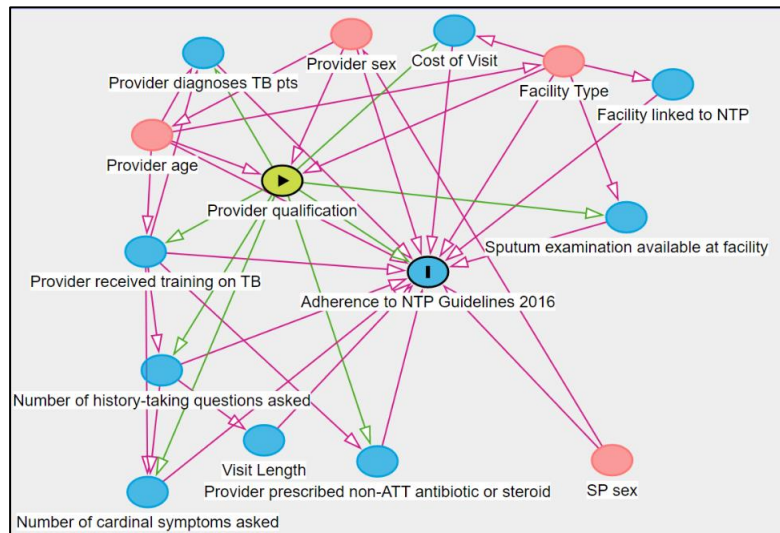 Provider sex
Cost of Visit
Provider diagnoses TB pts
Facility Type
Facility linked to NTP
Provider age
Provider qualification
Sputum examination available at facility
Provider received training on TB
Adherence to NTP Guidelines 2016
Number of history-taking questions asked
Visit Length
Provider prescribed non-ATT antibiotic or steroid
SP sex
Number of cardinal symptoms asked